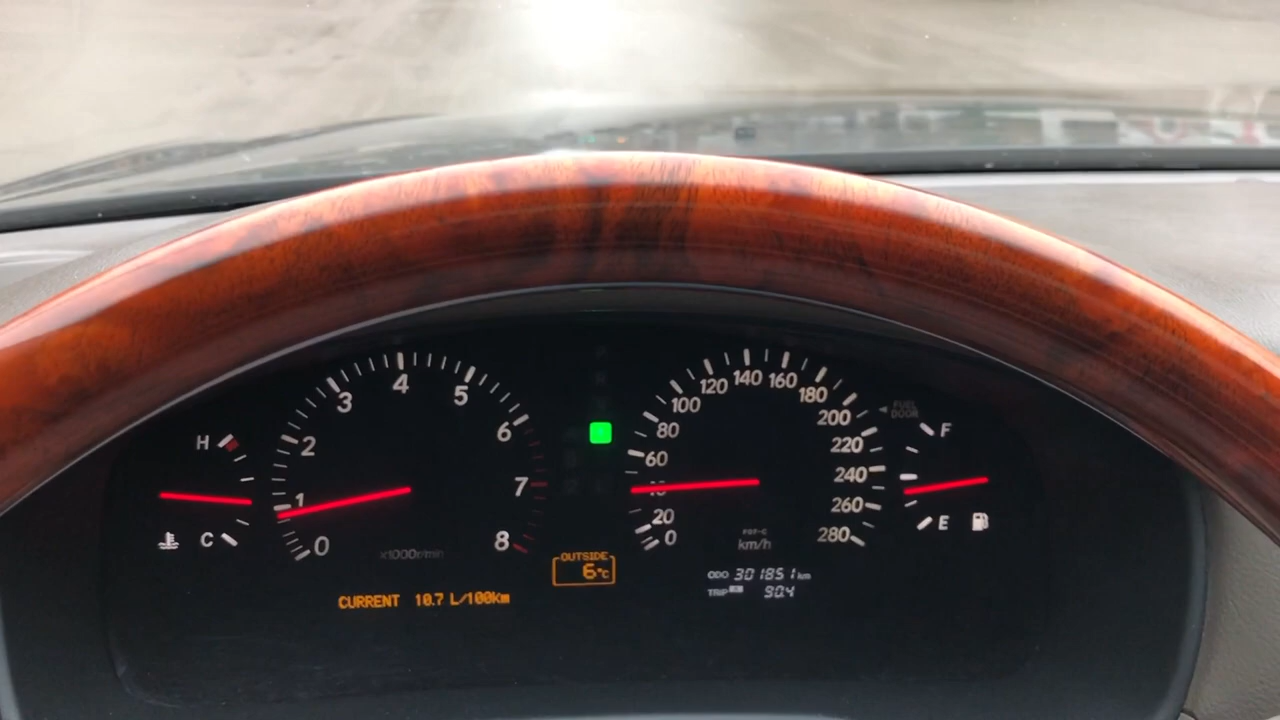 H
C
0
1
2
3
4
5
6
7
8
x1000r/min
CURRENT 10.7 L/100km
P
OUTSIDE
6°C
0
20
60
80
100
120
140
160
180
200
220
240
260
280
km/h
ODO 301851 km
TRIP 90.4
FUEL
DOOR
F
E